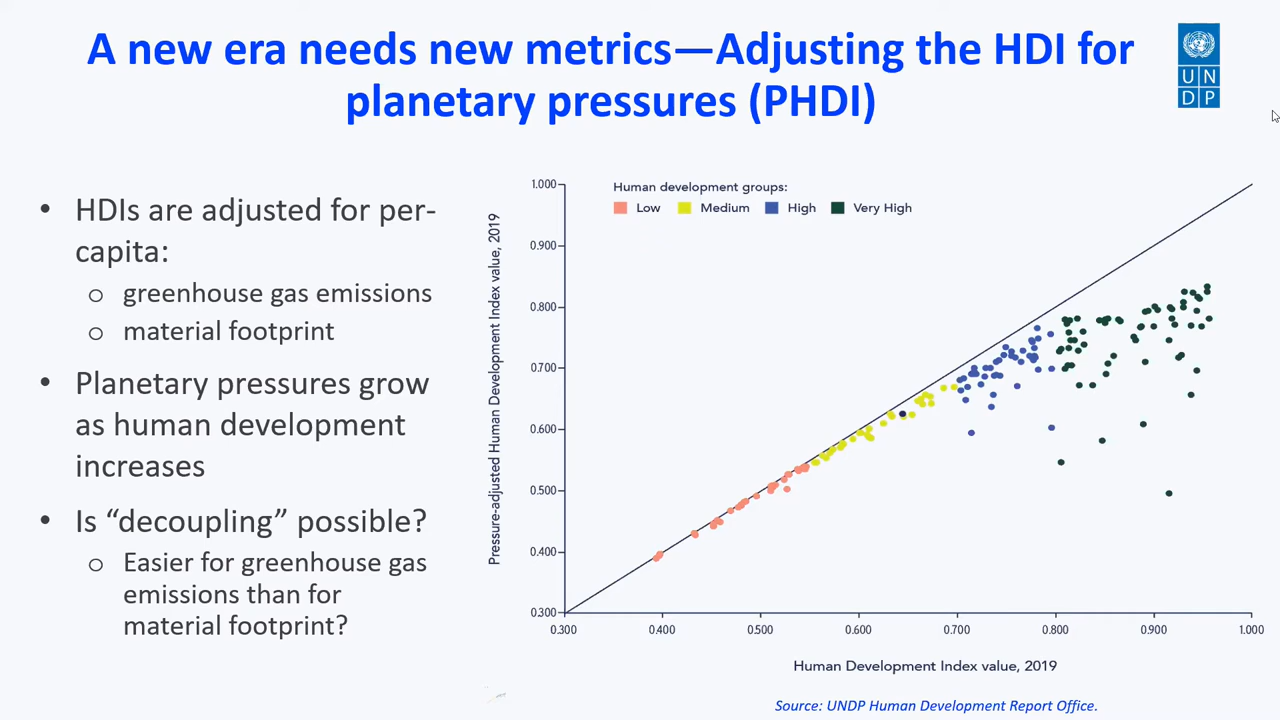 A new era needs new metrics—Adjusting the HDI for
planetary pressures (PHDI)
U N
D P
• HDIs are adjusted for per-
capita:
o greenhouse gas emissions
o material footprint
• Planetary pressures grow
as human development
increases
• Is “decoupling” possible?
o Easier for greenhouse gas
emissions than for
material footprint?
Human development groups:
Low Medium High Very High
Pressure-adjusted Human Development Index value, 2019
1.000
0.900
0.800
0.700
0.600
0.500
0.400
0.300
0.300 0.400 0.500 0.600 0.700 0.800 0.900 1.000
Human Development Index value, 2019
Source: UNDP Human Development Report Office.